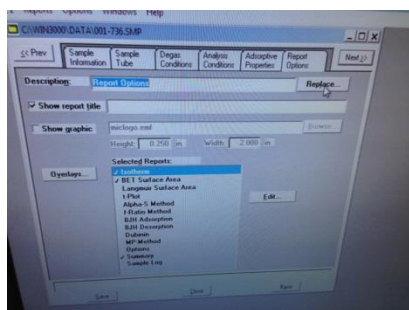 Reports Options Windows Help
C:\WIN3000\DATA\001-736.SMP
<< Prev
Sample Information
Sample Tube
Degas Conditions
Analysis Conditions
Adsorptive Properties
Report Options
Next >>
Description: Report Options Replace...
Show report title
Show graphic miclogo.emf Browse...
Height: 0.250 in Width: 2.000 in
Overlays...
Selected Reports:
✓ Isotherm
✓ BET Surface Area
Langmuir Surface Area
t-Plot
Alpha-S Method
f-Ratio Method
BJH Adsorption
BJH Desorption
Dubinin
MP-Method
Options
✓ Summary
Sample Log
Edit...
Save Close